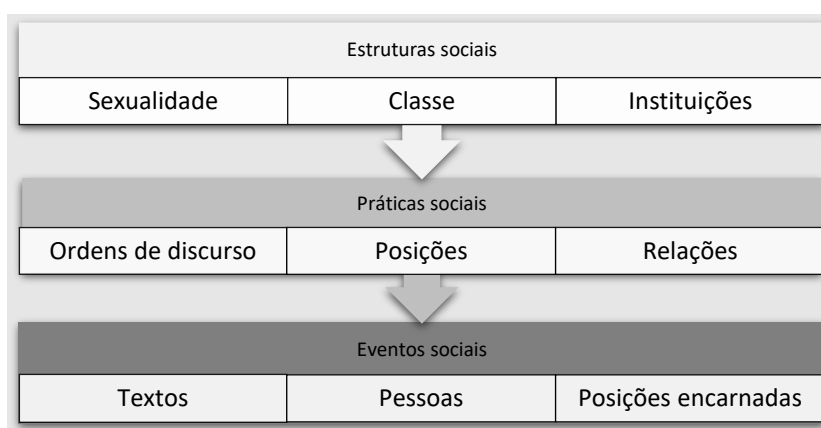 Estruturas sociais
Sexualidade Classe Instituições
Práticas sociais
Ordens de discurso Posições Relações
Eventos sociais
Textos Pessoas Posições encarnadas